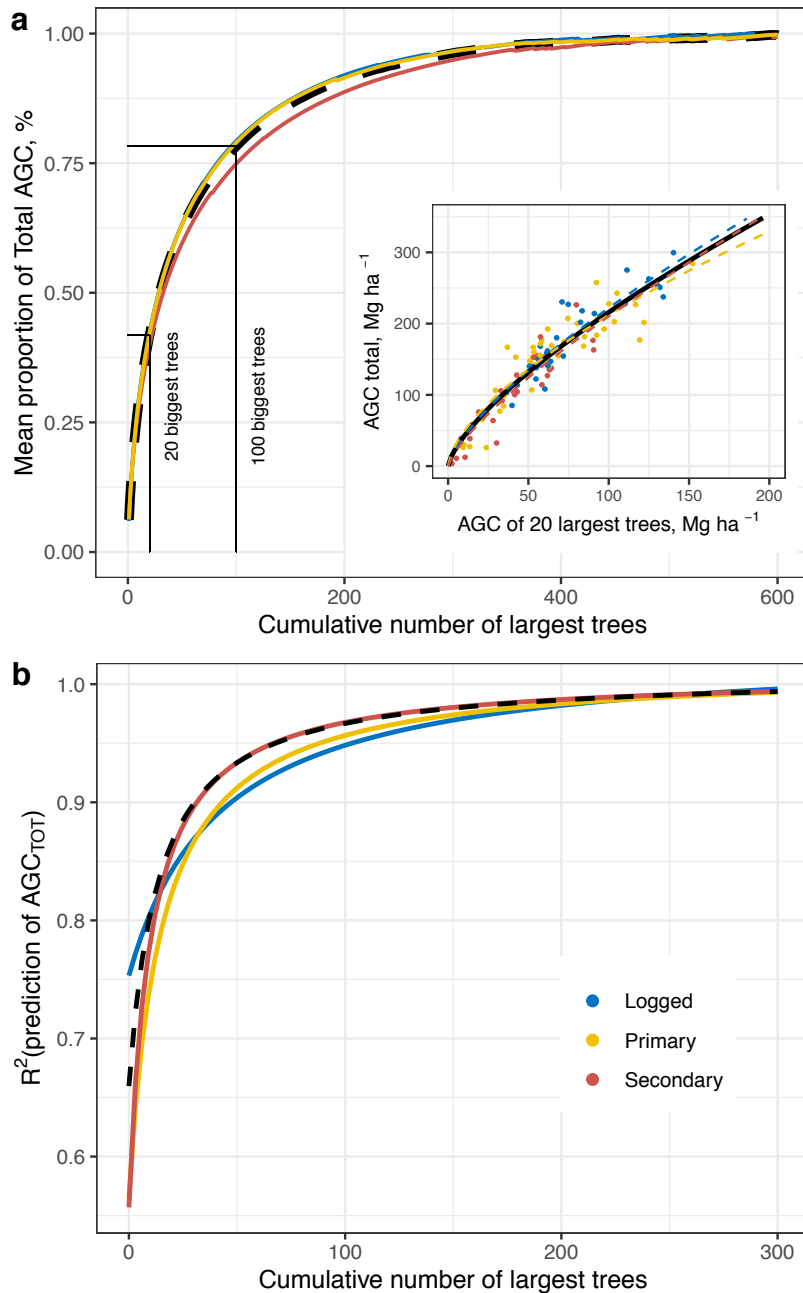 a
1.00
0.75
0.50
0.25
0.00
Mean proportion of Total AGC, %
20 biggest trees
100 biggest trees
300
200
100
0
AGC total, Mg ha⁻¹
0 50 100 150 200
AGC of 20 largest trees, Mg ha⁻¹
0 200 400 600
Cumulative number of largest trees
b
1.0
0.9
0.8
0.7
0.6
R²(prediction of AGC_TOT)
Logged
Primary
Secondary
0 100 200 300
Cumulative number of largest trees